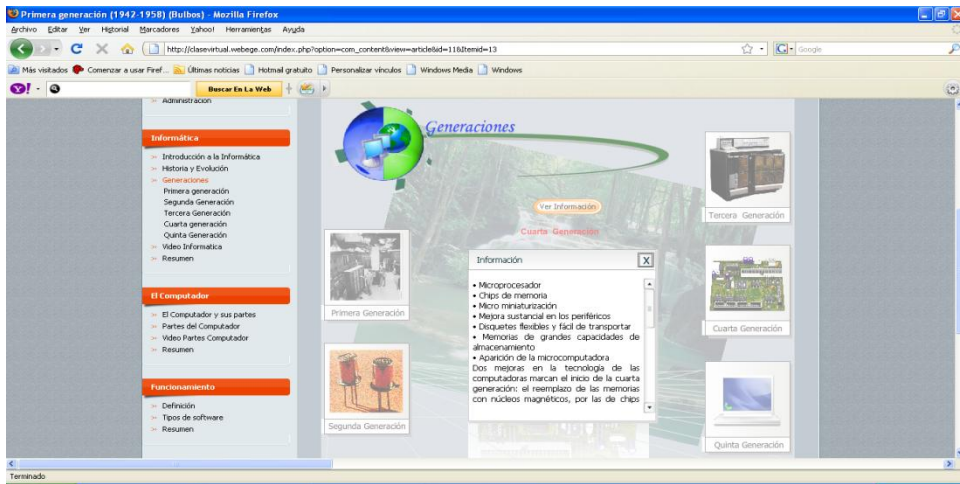 Primera generación (1942-1958) (Bulbos) - Mozilla Firefox
Archivo Editar Ver Historial Marcadores Yahoo! Herramientas Ayuda
http://clasevirtual.webege.com/index.php?option=com_content&view=article&id=11&Itemid=13
Google
Más visitados Comenzar a usar Firef... Últimas noticias Hotmail gratuito Personalizar vínculos Windows Media Windows
Y! Buscar En La Web
Administración
Informática
Introducción a la Informática
Historia y Evolución
Generaciones
Primera generación
Segunda Generación
Tercera Generación
Cuarta generación
Quinta Generación
Video Informatica
Resumen
El Computador
El Computador y sus partes
Partes del Computador
Video Partes Computador
Resumen
Funcionamiento
Definición
Tipos de software
Resumen
Generaciones
Ver Información
Cuarta Generación
Primera Generación
Segunda Generación
Información X
• Microprocesador
• Chips de memoria
• Micro miniaturización
• Mejora sustancial en los periféricos
• Disquetes flexibles y fácil de transportar
• Memorias de grandes capacidades de
almacenamiento
• Aparición de la microcomputadora
Dos mejoras en la tecnología de las
computadoras marcan el inicio de la cuarta
generación: el reemplazo de las memorias
con núcleos magnéticos, por las de chips
Tercera Generación
Cuarta Generación
Quinta Generación
Terminado